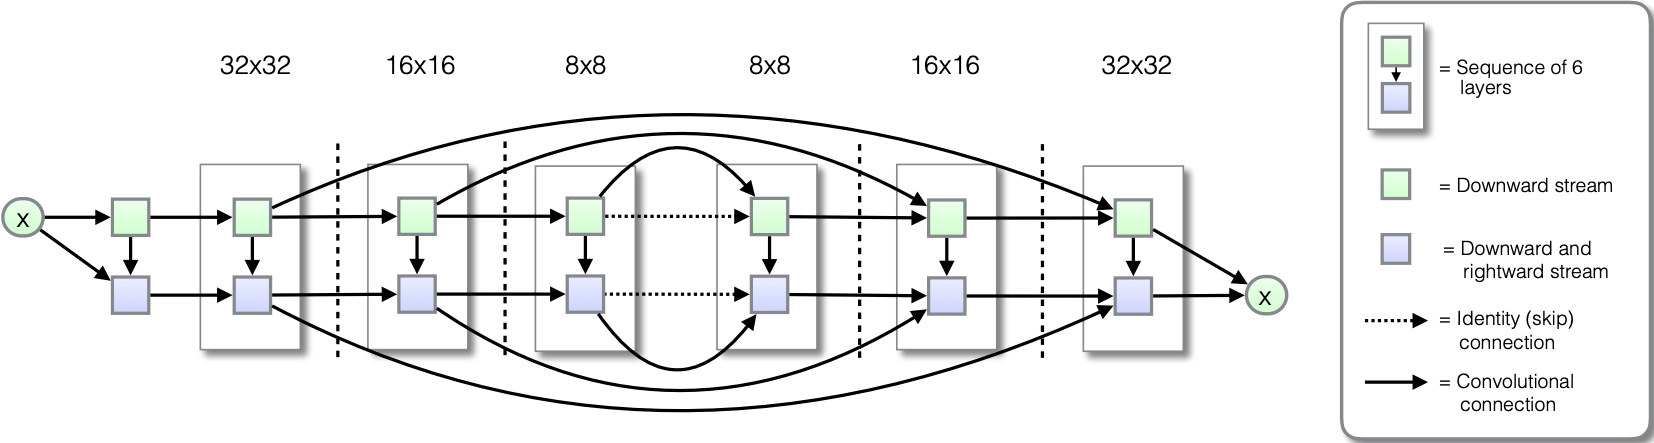 32x32
16x16
8x8
8x8
16x16
32x32
x
x
= Sequence of 6
layers
= Downward stream
= Downward and
rightward stream
= Identity (skip)
connection
= Convolutional
connection